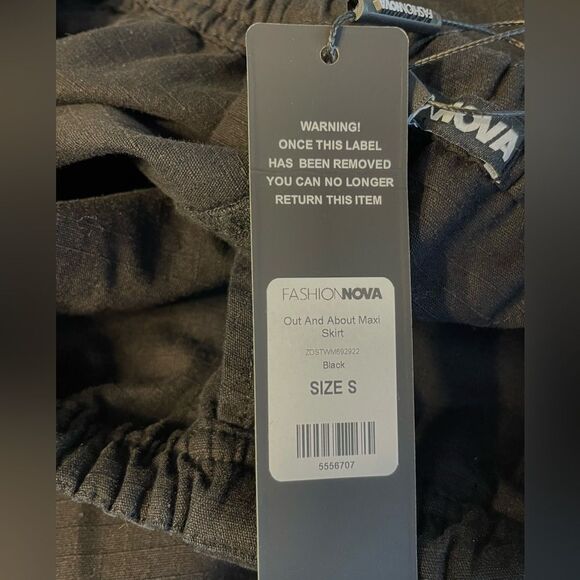 FASHIONNOVA
NOVA
WARNING!
ONCE THIS LABEL
HAS BEEN REMOVED
YOU CAN NO LONGER
RETURN THIS ITEM
FASHIONNOVA
Out And About Maxi
Skirt
ZDSTWM692922
Black
SIZE S
5556707